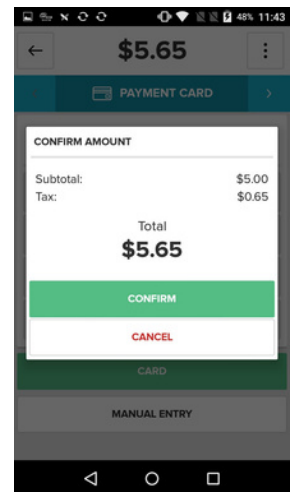 48% 11:43
$5.65
PAYMENT CARD
CONFIRM AMOUNT
Subtotal: $5.00
Tax: $0.65
Total
$5.65
CONFIRM
CANCEL
CARD
MANUAL ENTRY